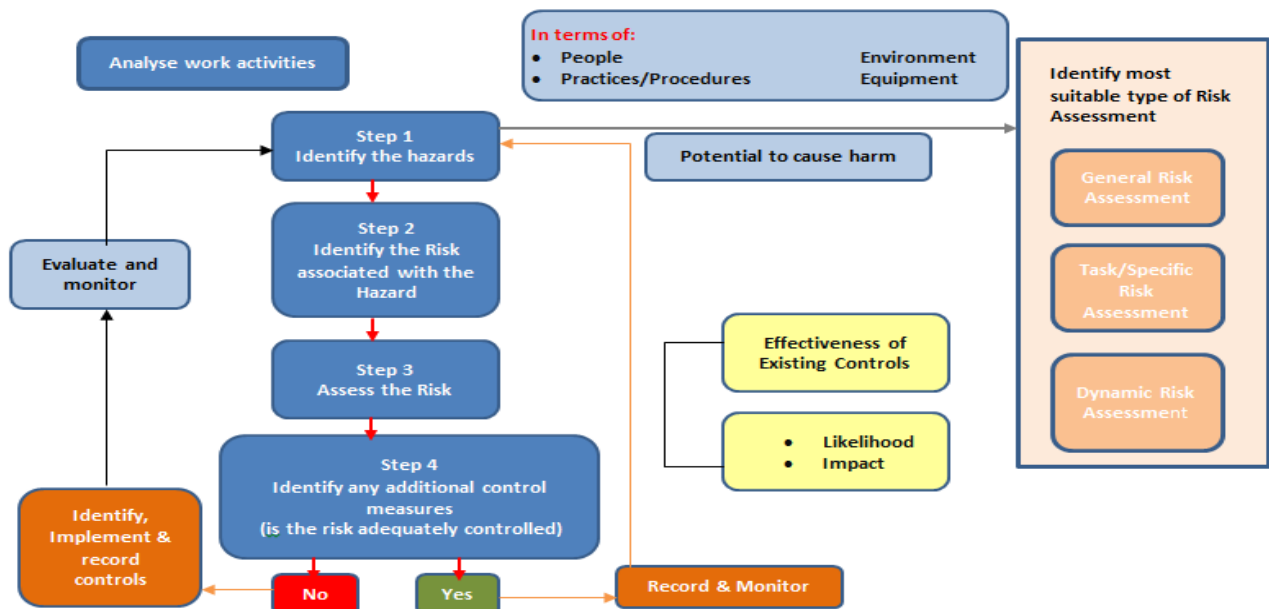 Analyse work activities
In terms of:
● People Environment
● Practices/Procedures Equipment
Identify most
suitable type of Risk
Assessment
Step 1
Identify the hazards
Potential to cause harm
General Risk
Assessment
Step 2
Identify the Risk
associated with the
Hazard
Evaluate and
monitor
Task/Specific
Risk
Assessment
Effectiveness of
Existing Controls
Step 3
Assess the Risk
Dynamic Risk
Assessment
● Likelihood
● Impact
Step 4
Identify any additional control
measures
(is the risk adequately controlled)
Identify,
Implement &
record
controls
No
Yes
Record & Monitor